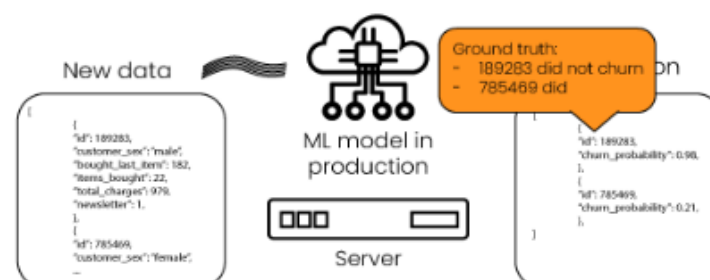 New data
[
{
"id": 189283,
"customer_sex": "male",
"bought_last_item": 182,
"items_bought": 22,
"total_charges": 979,
"newsletter": 1,
},
{
"id": 785469,
"customer_sex": "female",
...
ML model in
production
Server
Ground truth:
- 189283 did not churn
- 785469 did
on
[
{
"id": 189283,
"churn_probability": 0.98,
},
{
"id": 785469,
"churn_probability": 0.21,
},
]